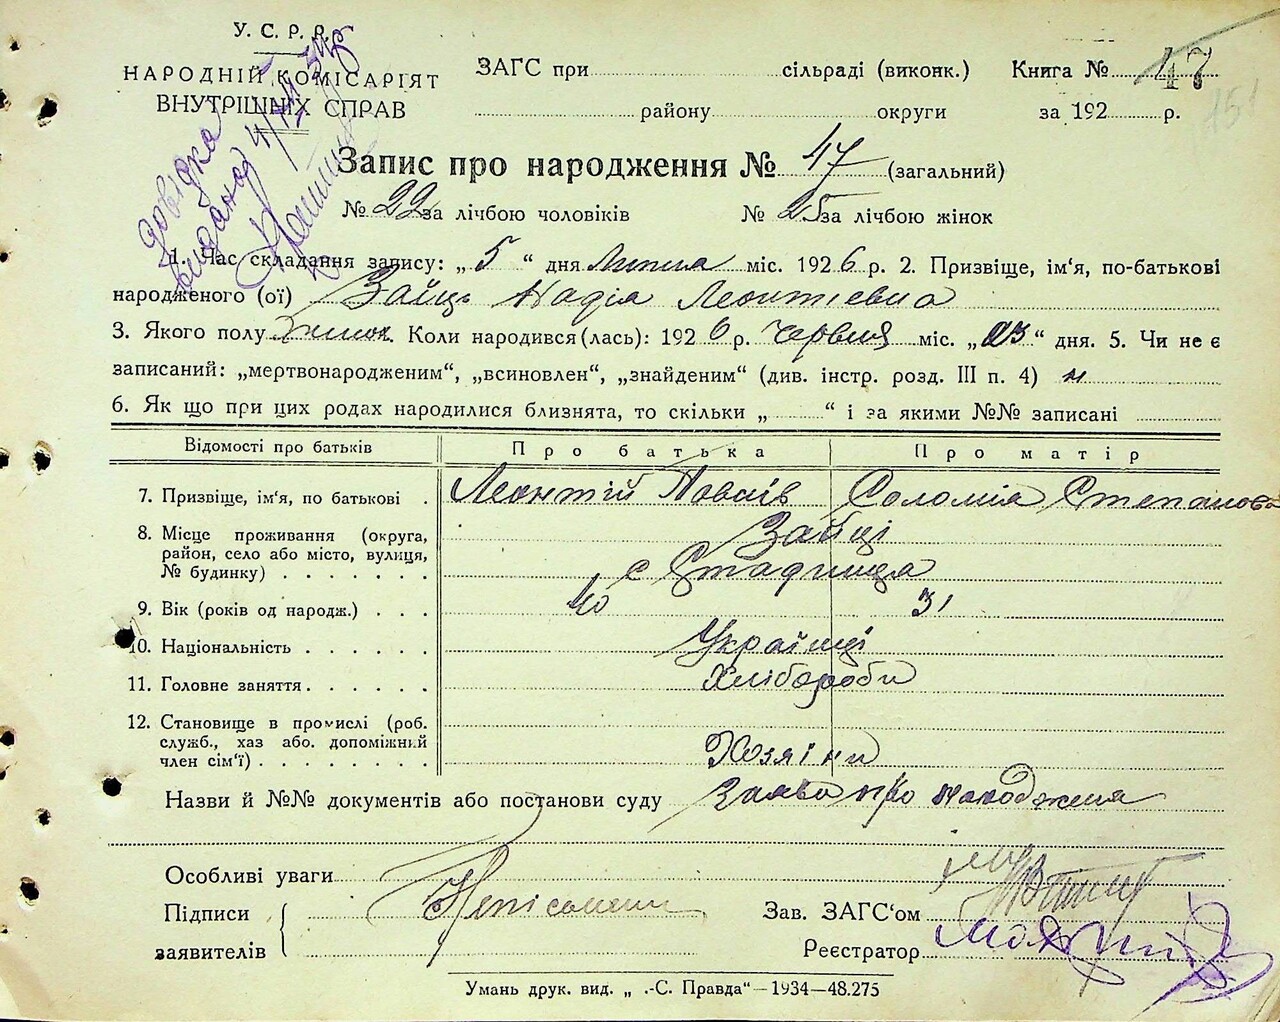 У. С. Р. Р.
НАРОДНІЙ КОМІСАРІЯТ
ВНУТРІШНІХ СПРАВ
довідка
видана
ЗАГС при сільраді (виконк.) Книга № 47
району округи за 192 р.
151
Запис про народження № 47 (загальний)
№ 22 за лічбою чоловіків № 25 за лічбою жінок
1. Час складання запису: „ 5 “ дня Липня міс. 1926 р. 2. Призвіще, ім'я, по-батькові
народженого (ої) Заїць Надія Леонтіевна
3. Якого полу жіноч. Коли народився (лась): 1926 р. червня міс. „ 23 “ дня. 5. Чи не є
записаний: „мертвонародженим“, „всиновлен“, „знайденим“ (див. інстр. розд. III п. 4) н
6. Як що при цих родах народилися близнята, то скільки „ “ і за якими №№ записані
Відомості про батьків Про батька Про матір
7. Призвіще, ім'я, по батькові . Леонтій Соломія Степанова
Заїці
8. Місце проживання (округа,
район, село або місто, вулиця,
№ будинку) . . . . . . . с Стадниця
9. Вік (років од народж.) . . . 40 31
10. Національність . . . . . . Українці
11. Головне заняття . . . . . . Хлібороби
12. Становище в промислі (роб.
служб., хаз або. допоміжний
член сім'ї) . . . . . . . . Хозяїни
Назви й №№ документів або постанови суду Заява про народження
Особливі уваги
Підписи
заявителів
Неписьменни
Зав. ЗАГС'ом
Реєстратор
Умань друк. вид. „ .-С. Правда“—1934—48.275